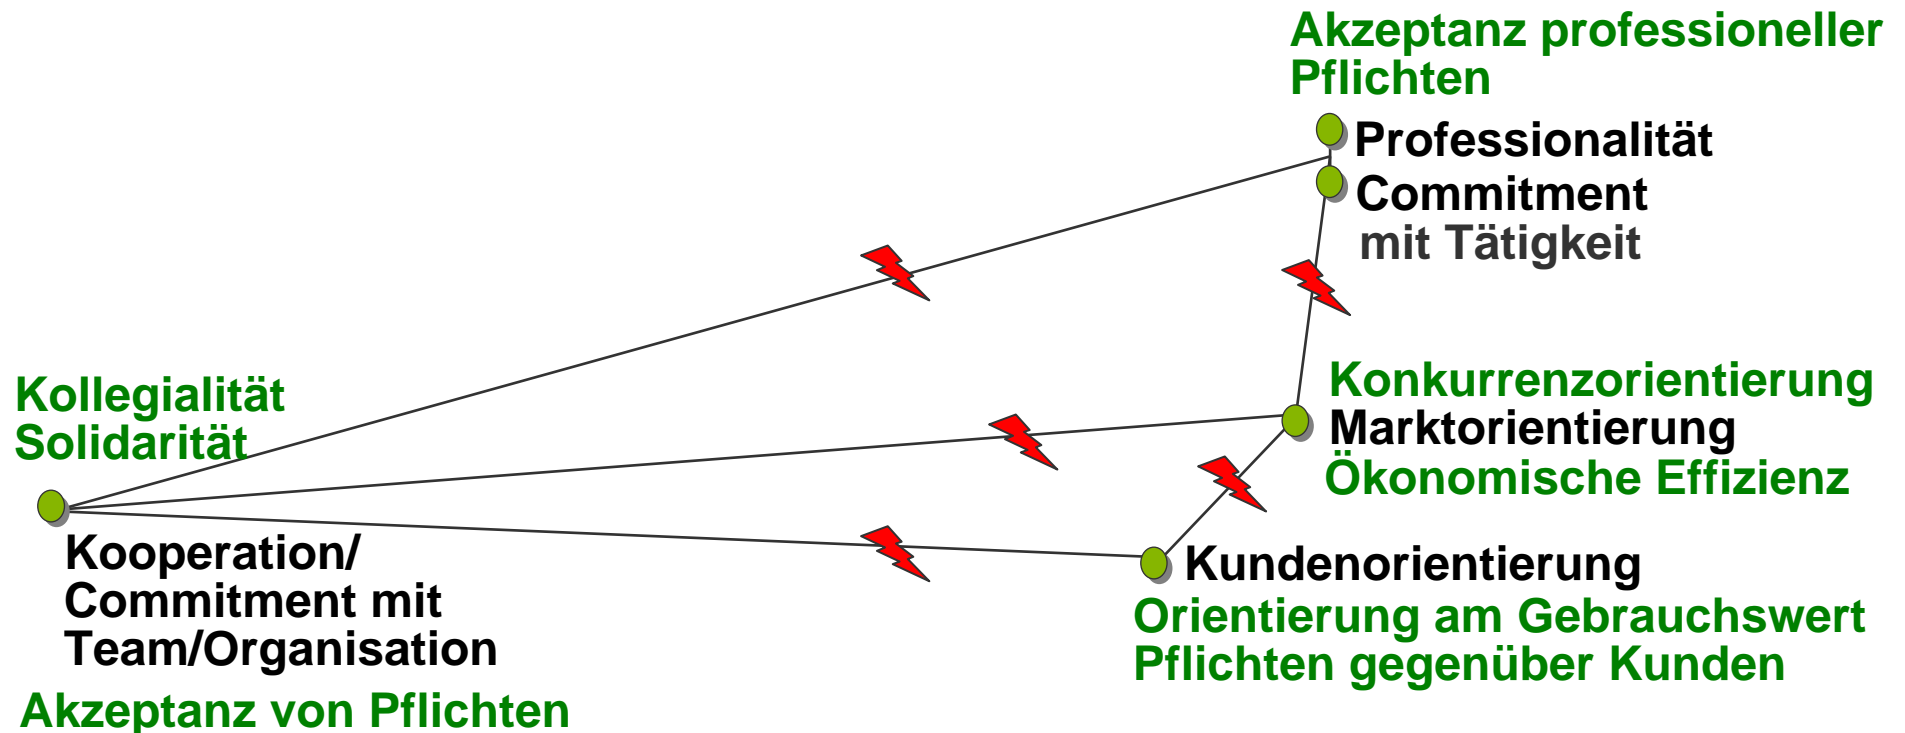 Akzeptanz professioneller
Pflichten
Professionalität
Commitment
mit Tätigkeit
Kollegialität
Solidarität
Konkurrenzorientierung
Marktorientierung
Ökonomische Effizienz
Kooperation/
Commitment mit
Team/Organisation
Akzeptanz von Pflichten
Kundenorientierung
Orientierung am Gebrauchswert
Pflichten gegenüber Kunden